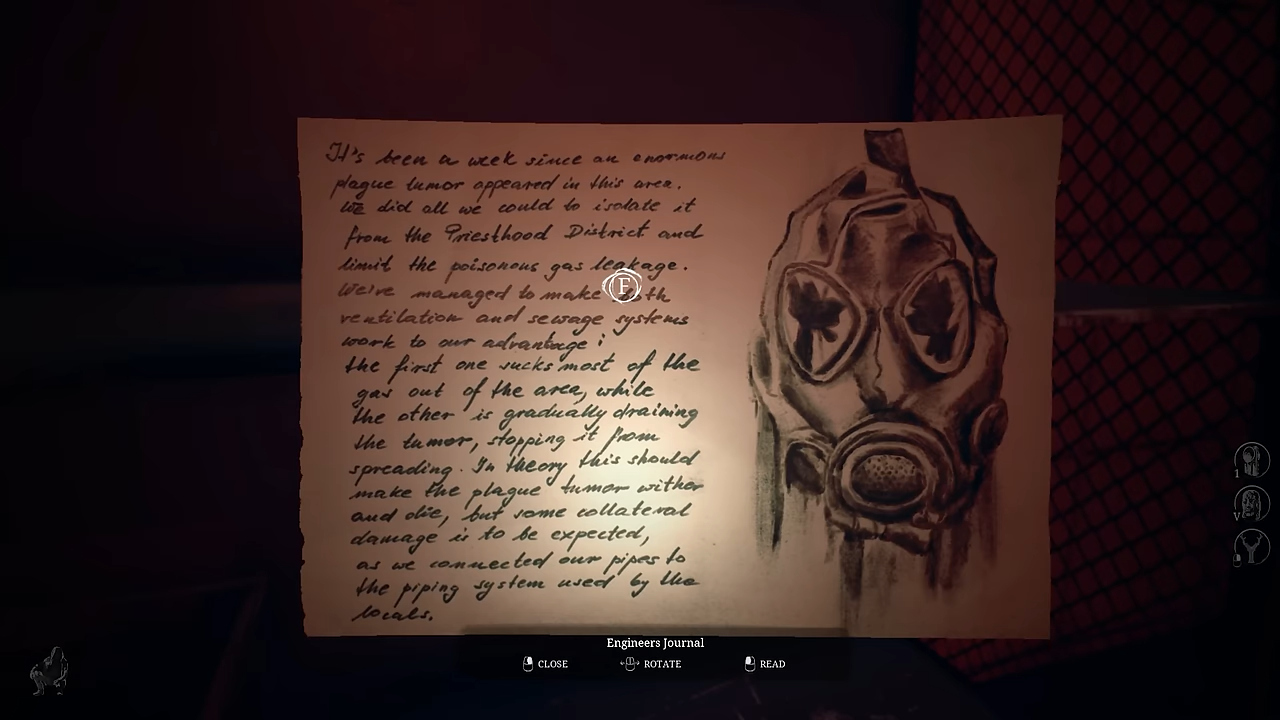 It's been a week since an enormous
plague tumor appeared in this area.
We did all we could to isolate it
from the Priesthood District and
limit the poisonous gas leakage.
We've managed to make
F
ventilation and sewage systems
work to our advantage:
the first one sucks most of the
gas out of the area, while
the other is gradually draining
the tumor, stopping it from
spreading. In theory this should
make the plague tumor wither
and die, but some collateral
damage is to be expected,
as we connected our pipes to
the piping system used by the
locals.
Engineers Journal
CLOSE ROTATE READ
1
V